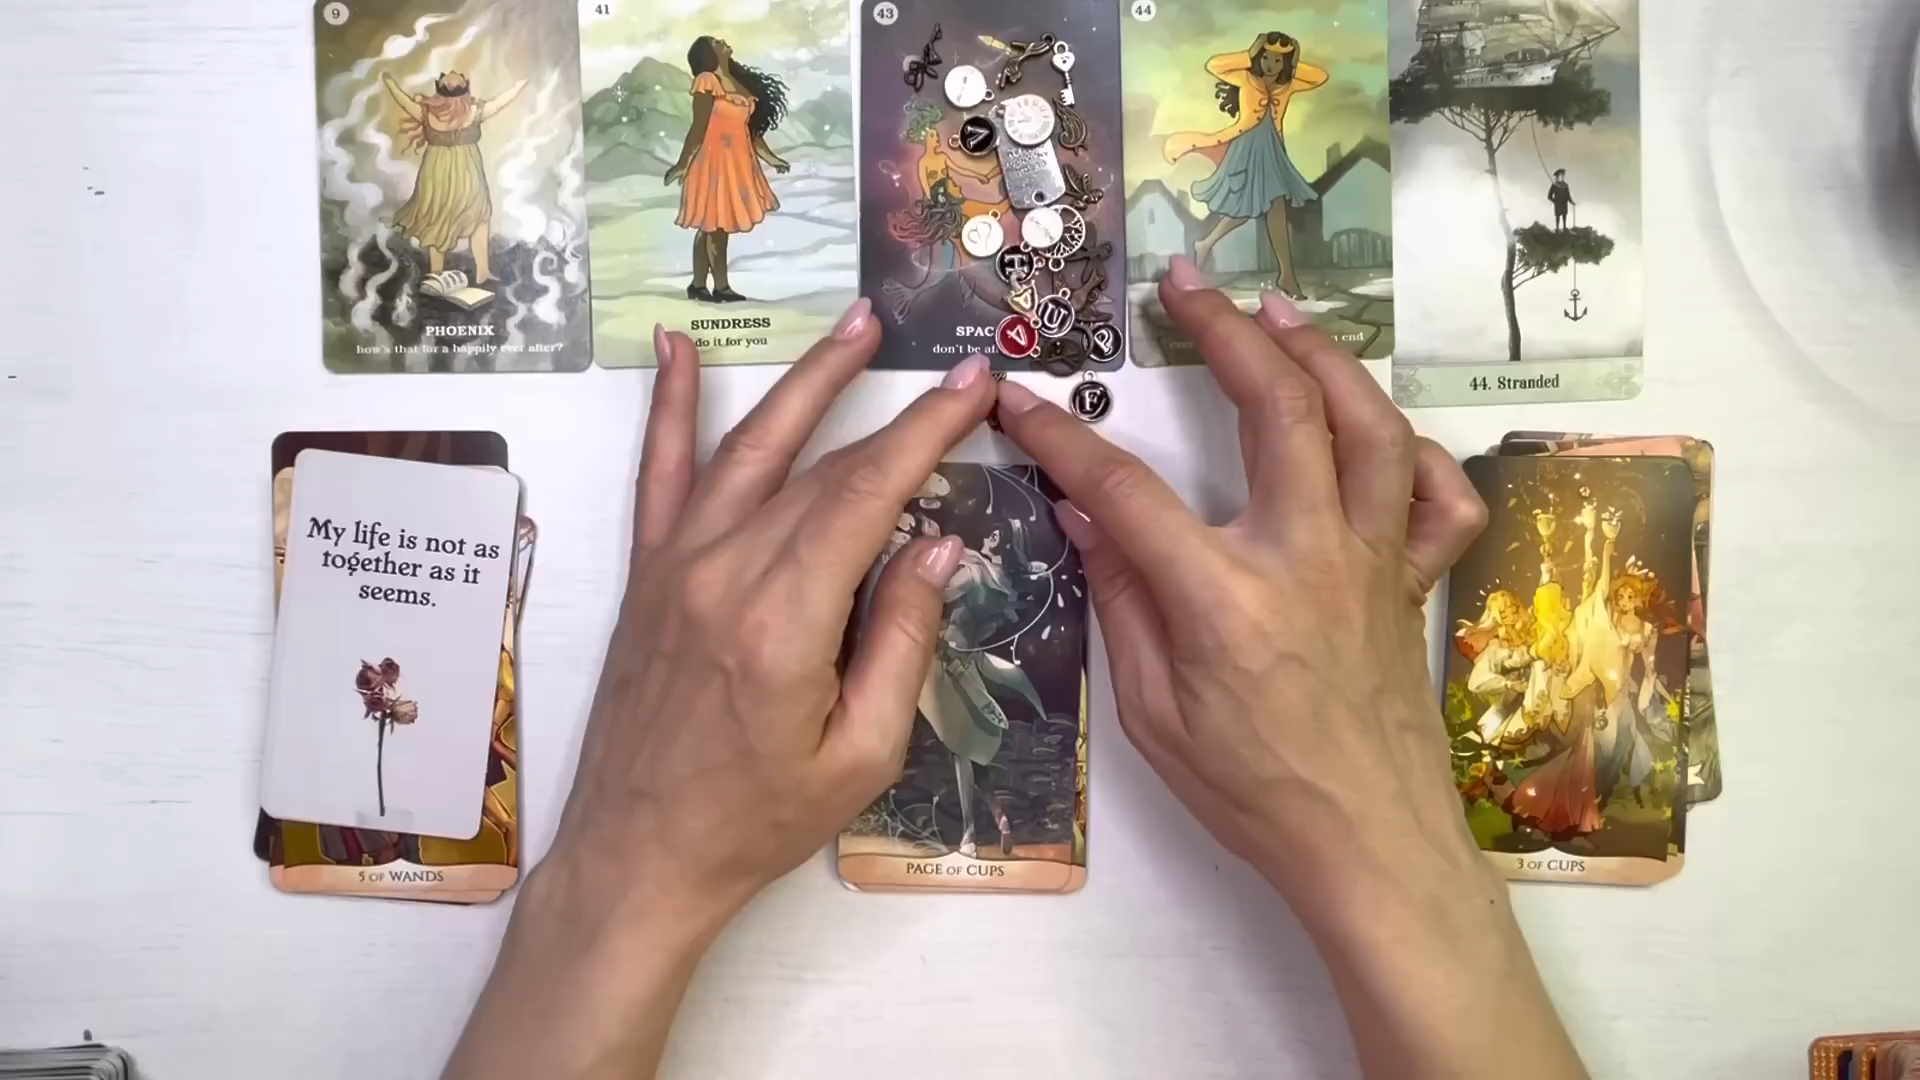 9
PHOENIX
how's that for a happily ever after?
41
SUNDRESS
do it for you
43
SPAC
don't be af
44
end
44. Stranded
V
H
U
A
P
F
My life is not as
together as it
seems.
5 OF WANDS
PAGE OF CUPS
3 OF CUPS